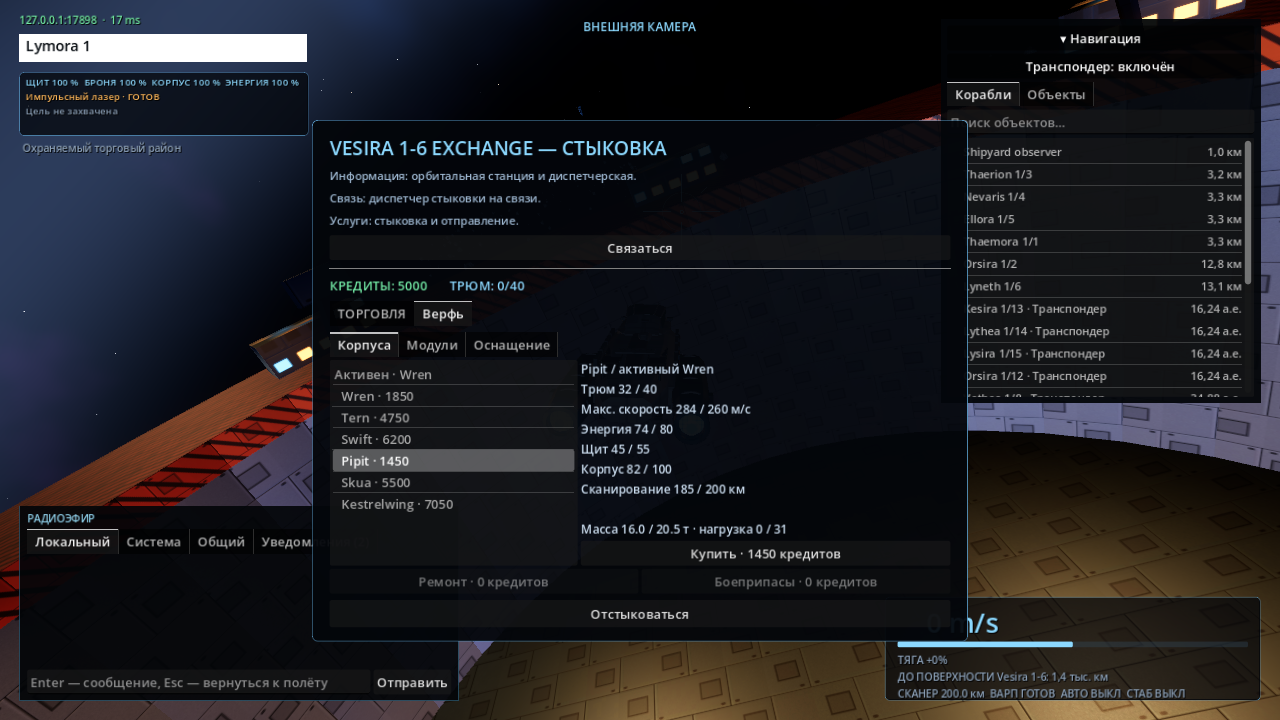 127.0.0.1:17898 · 17 ms
Lymora 1
ЩИТ 100 % БРОНЯ 100 % КОРПУС 100 % ЭНЕРГИЯ 100 %
Импульсный лазер · ГОТОВ
Цель не захвачена
Охраняемый торговый район
ВНЕШНЯЯ КАМЕРА
▾ Навигация
Транспондер: включён
Корабли Объекты
иск объектов...
Shipyard observer 1,0 км
Thaerion 1/3 3,2 км
Nevaris 1/4 3,3 км
Ellora 1/5 3,3 км
Thaemora 1/1 3,3 км
Orsira 1/2 12,8 км
Lyneth 1/6 13,1 км
Kesira 1/13 · Транспондер 16,24 а.е.
Lythea 1/14 · Транспондер 16,24 а.е.
Lysira 1/15 · Транспондер 16,24 а.е.
Orsira 1/12 · Транспондер 16,24 а.е.
VESIRA 1-6 EXCHANGE — СТЫКОВКА
Информация: орбитальная станция и диспетчерская.
Связь: диспетчер стыковки на связи.
Услуги: стыковка и отправление.
Связаться
КРЕДИТЫ: 5000 ТРЮМ: 0/40
ТОРГОВЛЯ Верфь
Корпуса Модули Оснащение
Активен · Wren
Wren · 1850
Tern · 4750
Swift · 6200
Pipit · 1450
Skua · 5500
Kestrelwing · 7050
Pipit / активный Wren
Трюм 32 / 40
Макс. скорость 284 / 260 м/с
Энергия 74 / 80
Щит 45 / 55
Корпус 82 / 100
Сканирование 185 / 200 км
Масса 16.0 / 20.5 т · нагрузка 0 / 31
Купить · 1450 кредитов
Ремонт · 0 кредитов Боеприпасы · 0 кредитов
Отстыковаться
РАДИОЭФИР
Локальный Система Общий Уведом
Enter — сообщение, Esc — вернуться к полёту Отправить
0 m/s
ТЯГА +0%
ДО ПОВЕРХНОСТИ Vesira 1-6: 1,4 тыс. км
СКАНЕР 200.0 км ВАРП ГОТОВ АВТО ВЫКЛ СТАБ ВЫКЛ